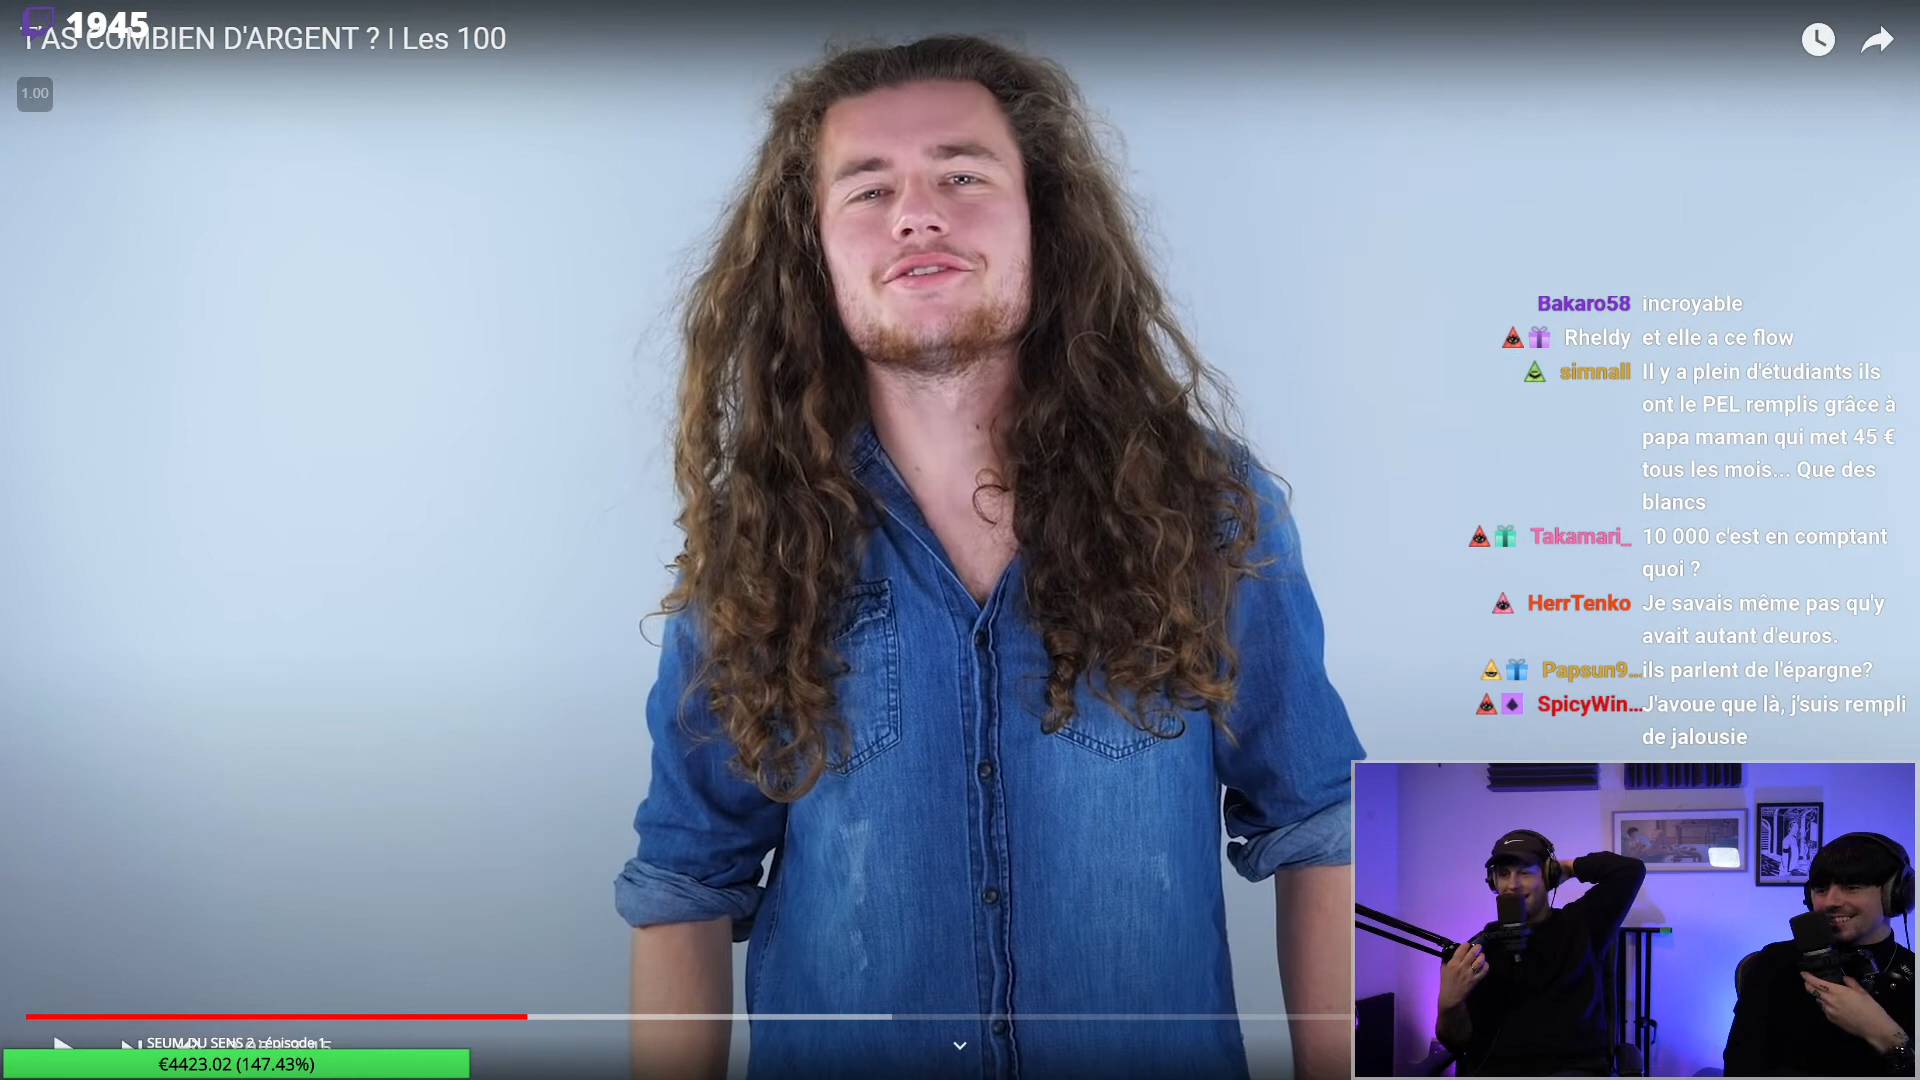 1945
T'AS COMBIEN D'ARGENT ? | Les 100
1.00
Bakaro58 incroyable
Rheldy et elle a ce flow
simnall Il y a plein d'étudiants ils
ont le PEL remplis grâce à
papa maman qui met 45 €
tous les mois... Que des
blancs
Takamari_ 10 000 c'est en comptant
quoi ?
HerrTenko Je savais même pas qu'y
avait autant d'euros.
Papsun9... ils parlent de l'épargne?
SpicyWin... J'avoue que là, j'suis rempli
de jalousie
SEUM DU SENS 2 : épisode 1
€4423.02 (147.43%)